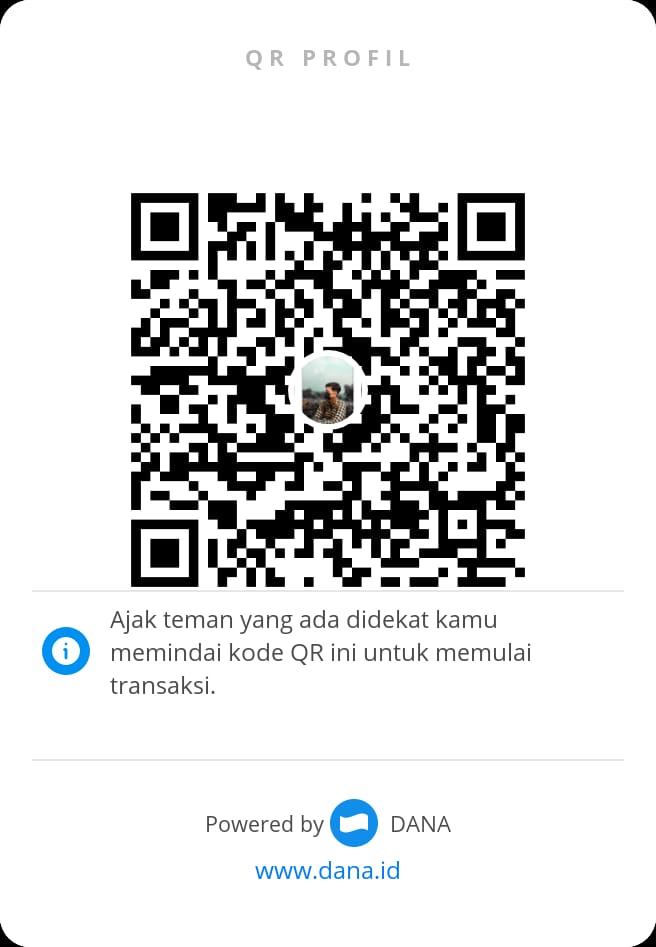 QR PROFIL
Ajak teman yang ada didekat kamu
memindai kode QR ini untuk memulai
transaksi.
Powered by DANA
www.dana.id